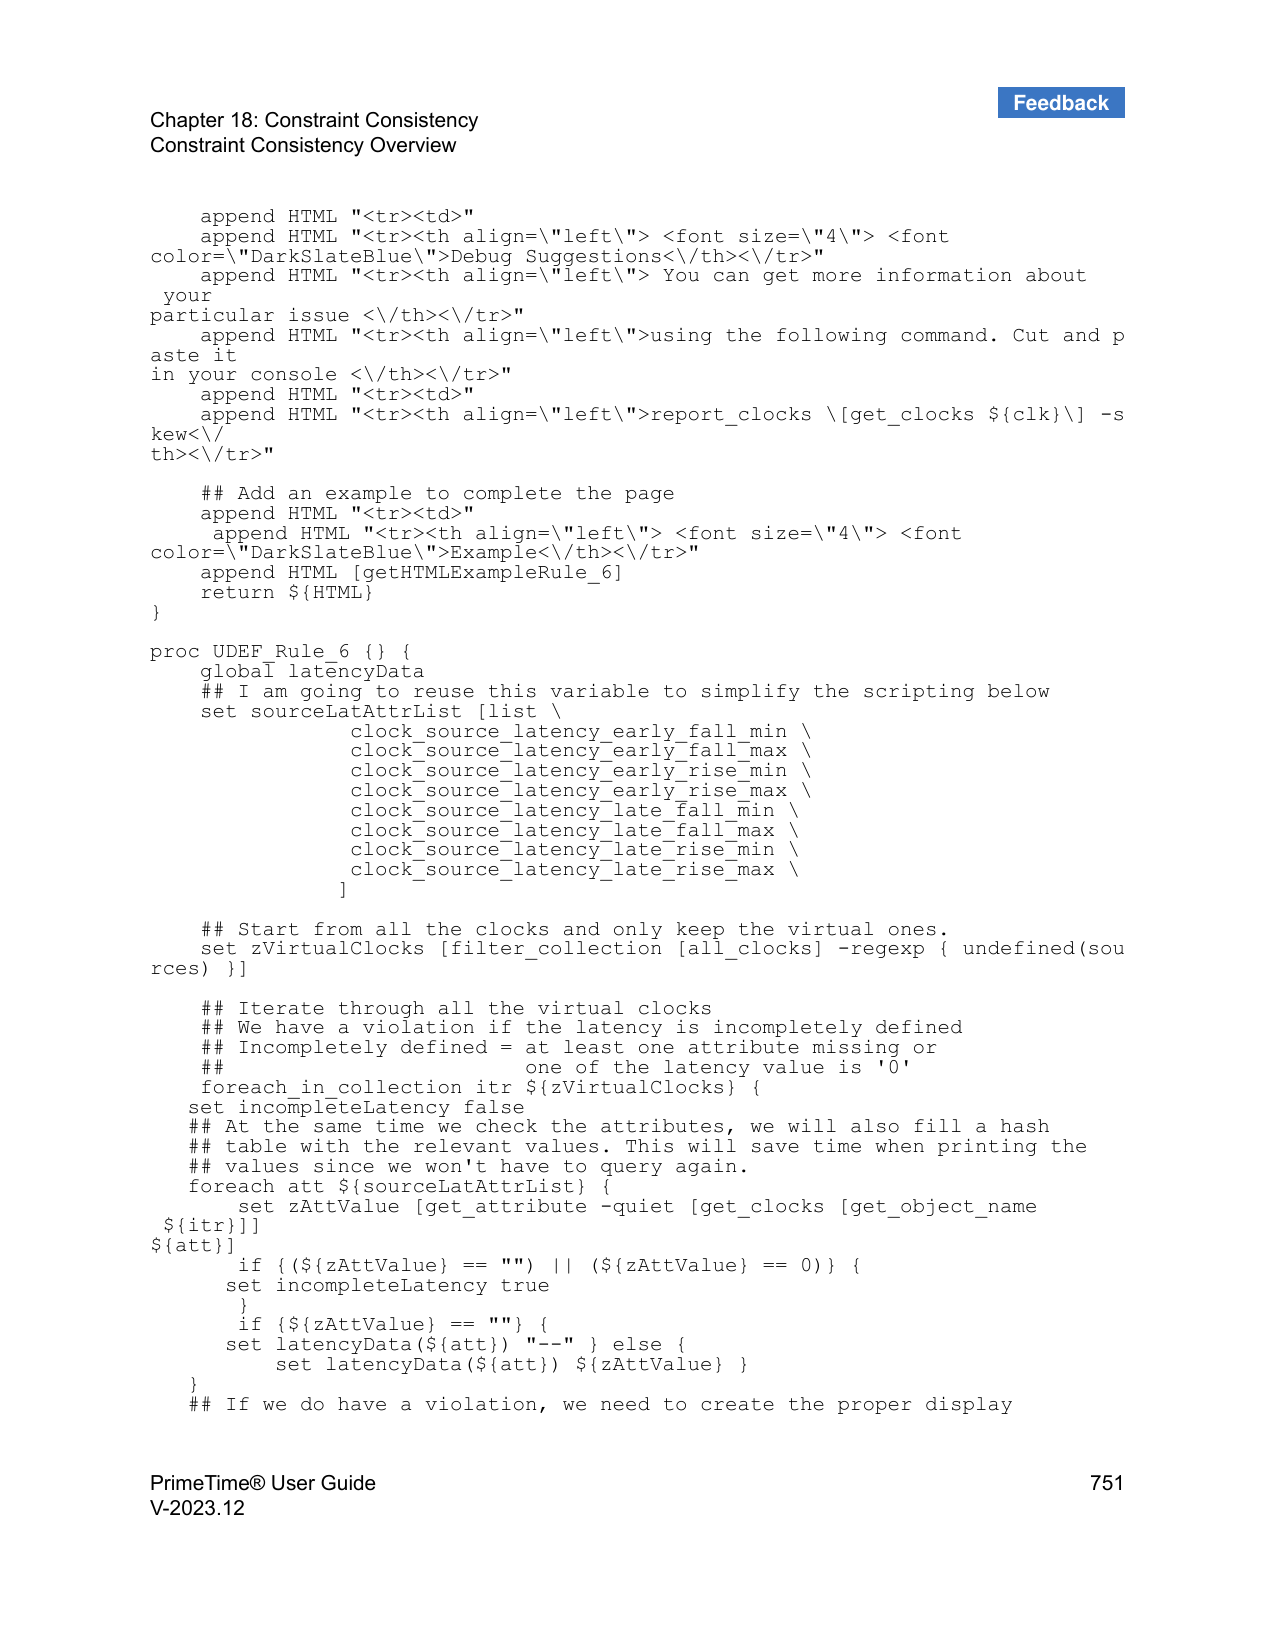 Feedback
Chapter 18: Constraint Consistency
Constraint Consistency Overview
    append HTML "<tr><td>"
    append HTML "<tr><th align=\"left\"> <font size=\"4\"> <font
color=\"DarkSlateBlue\">Debug Suggestions<\/th><\/tr>"
    append HTML "<tr><th align=\"left\"> You can get more information about
 your
particular issue <\/th><\/tr>"
    append HTML "<tr><th align=\"left\">using the following command. Cut and p
aste it
in your console <\/th><\/tr>"
    append HTML "<tr><td>"
    append HTML "<tr><th align=\"left\">report_clocks \[get_clocks ${clk}\] -s
kew<\/
th><\/tr>"
    ## Add an example to complete the page
    append HTML "<tr><td>"
     append HTML "<tr><th align=\"left\"> <font size=\"4\"> <font
color=\"DarkSlateBlue\">Example<\/th><\/tr>"
    append HTML [getHTMLExampleRule_6]
    return ${HTML}
}
proc UDEF_Rule_6 {} {
    global latencyData
    ## I am going to reuse this variable to simplify the scripting below
    set sourceLatAttrList [list \
                clock_source_latency_early_fall_min \
                clock_source_latency_early_fall_max \
                clock_source_latency_early_rise_min \
                clock_source_latency_early_rise_max \
                clock_source_latency_late_fall_min \
                clock_source_latency_late_fall_max \
                clock_source_latency_late_rise_min \
                clock_source_latency_late_rise_max \
               ]
    ## Start from all the clocks and only keep the virtual ones.
    set zVirtualClocks [filter_collection [all_clocks] -regexp { undefined(sou
rces) }]
    ## Iterate through all the virtual clocks
    ## We have a violation if the latency is incompletely defined
    ## Incompletely defined = at least one attribute missing or
    ##                        one of the latency value is '0'
    foreach_in_collection itr ${zVirtualClocks} {
   set incompleteLatency false
   ## At the same time we check the attributes, we will also fill a hash
   ## table with the relevant values. This will save time when printing the
   ## values since we won't have to query again.
   foreach att ${sourceLatAttrList} {
       set zAttValue [get_attribute -quiet [get_clocks [get_object_name
 ${itr}]]
${att}]
       if {(${zAttValue} == "") || (${zAttValue} == 0)} {
      set incompleteLatency true
       }
       if {${zAttValue} == ""} {
      set latencyData(${att}) "--" } else {
          set latencyData(${att}) ${zAttValue} }
   }
   ## If we do have a violation, we need to create the proper display
PrimeTime® User Guide
751
V-2023.12